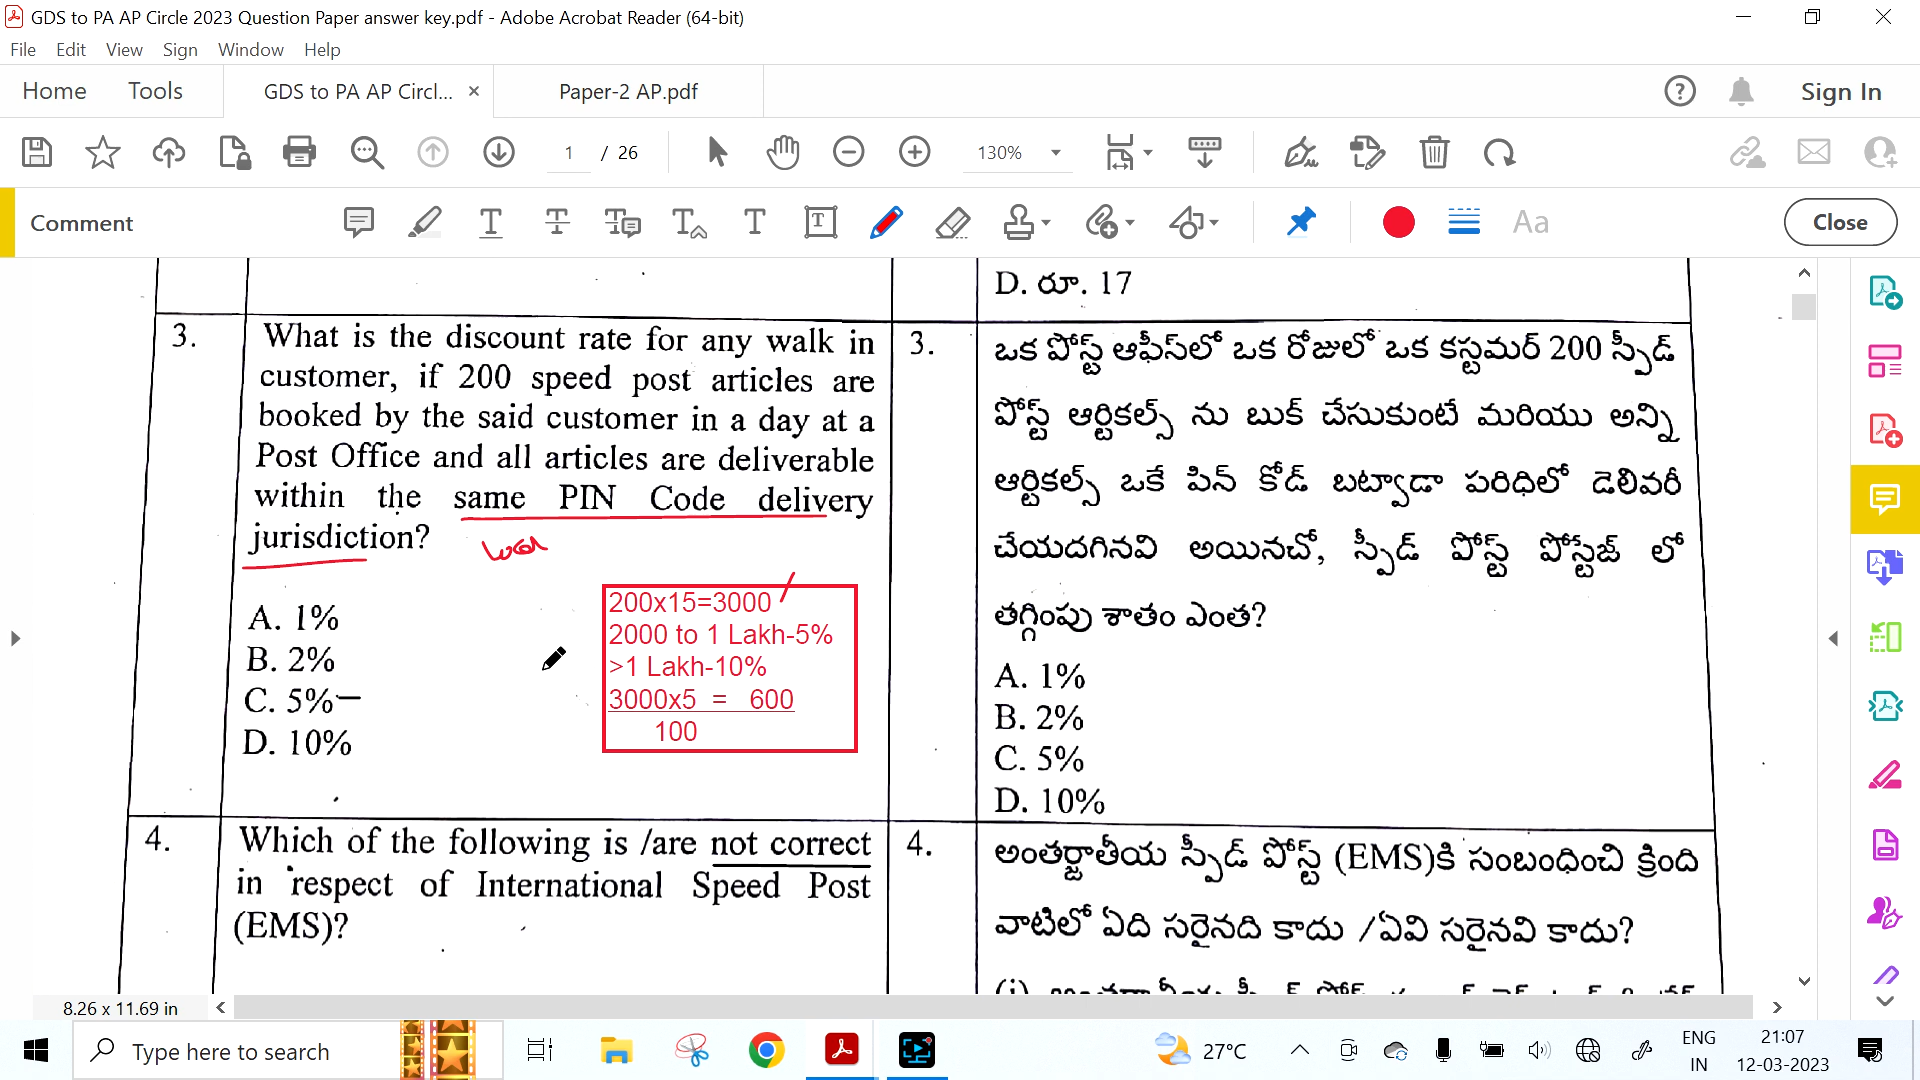 GDS to PA AP Circle 2023 Question Paper answer key.pdf - Adobe Acrobat Reader (64-bit)
File Edit View Sign Window Help
Home Tools GDS to PA AP Circl... × Paper-2 AP.pdf Sign In
1 / 26 130%
Comment Aa Close
D. రూ. 17
3. What is the discount rate for any walk in
customer, if 200 speed post articles are
booked by the said customer in a day at a
Post Office and all articles are deliverable
within the same PIN Code delivery
jurisdiction?
A. 1%
B. 2%
C. 5%
D. 10%
200x15=3000
2000 to 1 Lakh-5%
>1 Lakh-10%
3000x5 = 600
100
3. ఒక పోస్ట్ ఆఫీస్‌లో ఒక రోజులో ఒక కస్టమర్ 200 స్పీడ్
పోస్ట్ ఆర్టికల్స్ ను బుక్ చేసుకుంటే మరియు అన్ని
ఆర్టికల్స్ ఒకే పిన్ కోడ్ బట్వాడా పరిధిలో డెలివరీ
చేయదగినవి అయినచో, స్పీడ్ పోస్ట్ పోస్టేజ్ లో
తగ్గింపు శాతం ఎంత?
A. 1%
B. 2%
C. 5%
D. 10%
4. Which of the following is /are not correct
in respect of International Speed Post
(EMS)?
4. అంతర్జాతీయ స్పీడ్ పోస్ట్ (EMS)కి సంబంధించి క్రింది
వాటిలో ఏది సరైనది కాదు /ఏవి సరైనవి కాదు?
8.26 x 11.69 in
Type here to search
27°C
ENG
IN
21:07
12-03-2023